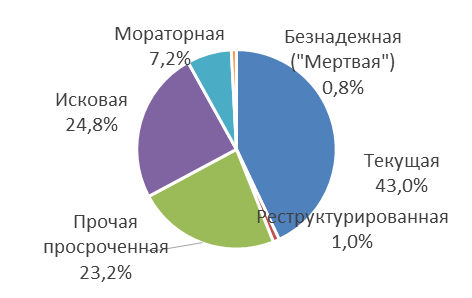 Мораторная
7,2%
Безнадежная
("Мертвая")
0,8%
Исковая
24,8%
Текущая
43,0%
Реструктурированная
1,0%
Прочая
просроченная
23,2%